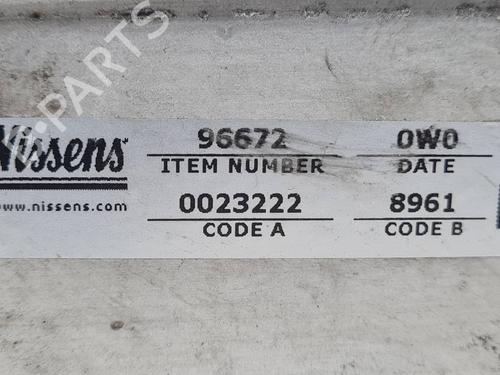 PARTS
Nissens
www.nissens.com
96672
ITEM NUMBER
0W0
DATE
0023222
CODE A
8961
CODE B